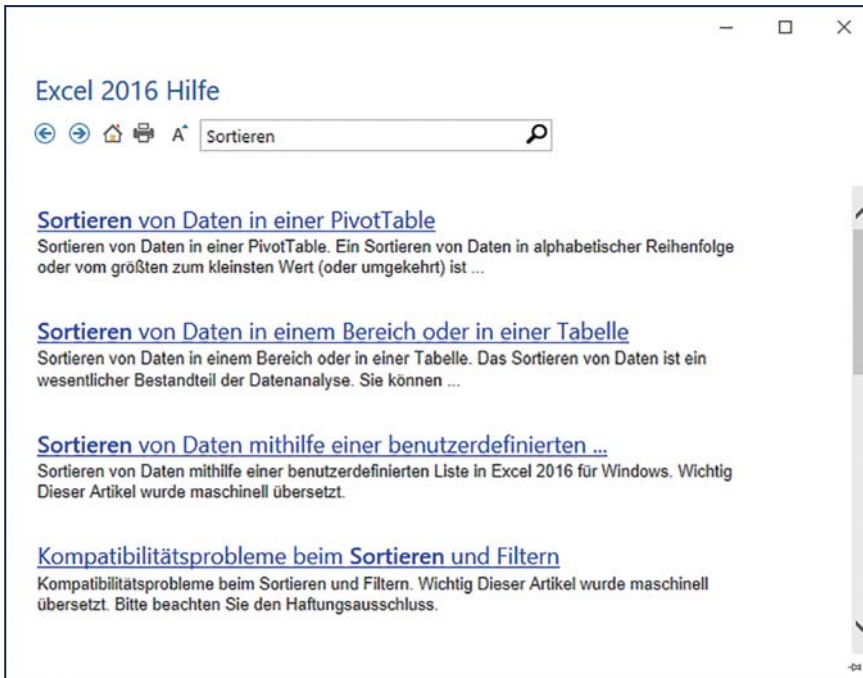 Excel 2016 Hilfe
A
Sortieren
Sortieren von Daten in einer PivotTable
Sortieren von Daten in einer PivotTable. Ein Sortieren von Daten in alphabetischer Reihenfolge
oder vom größten zum kleinsten Wert (oder umgekehrt) ist ...
Sortieren von Daten in einem Bereich oder in einer Tabelle
Sortieren von Daten in einem Bereich oder in einer Tabelle. Das Sortieren von Daten ist ein
wesentlicher Bestandteil der Datenanalyse. Sie können ...
Sortieren von Daten mithilfe einer benutzerdefinierten ...
Sortieren von Daten mithilfe einer benutzerdefinierten Liste in Excel 2016 für Windows. Wichtig
Dieser Artikel wurde maschinell übersetzt.
Kompatibilitätsprobleme beim Sortieren und Filtern
Kompatibilitätsprobleme beim Sortieren und Filtern. Wichtig Dieser Artikel wurde maschinell
übersetzt. Bitte beachten Sie den Haftungsausschluss.